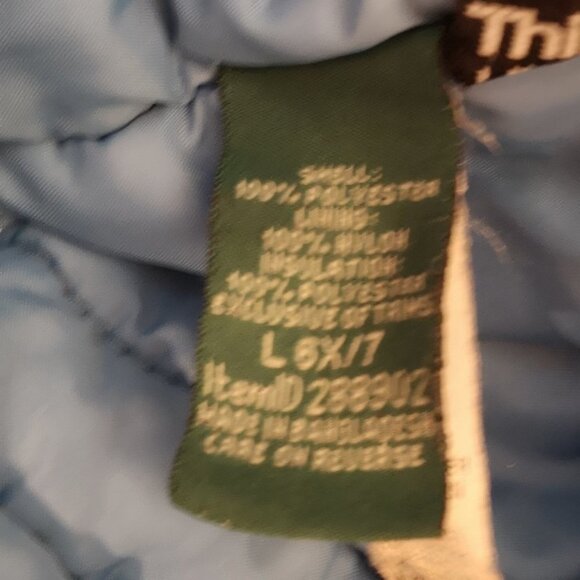 Thi
SHELL:
100% POLYESTER
LINING:
100% NYLON
INSULATION:
100% POLYESTER
EXCLUSIVE OF TRIMS
L 6X/7
ItemID 288902
MADE IN BANGLADESH
CARE ON REVERSE